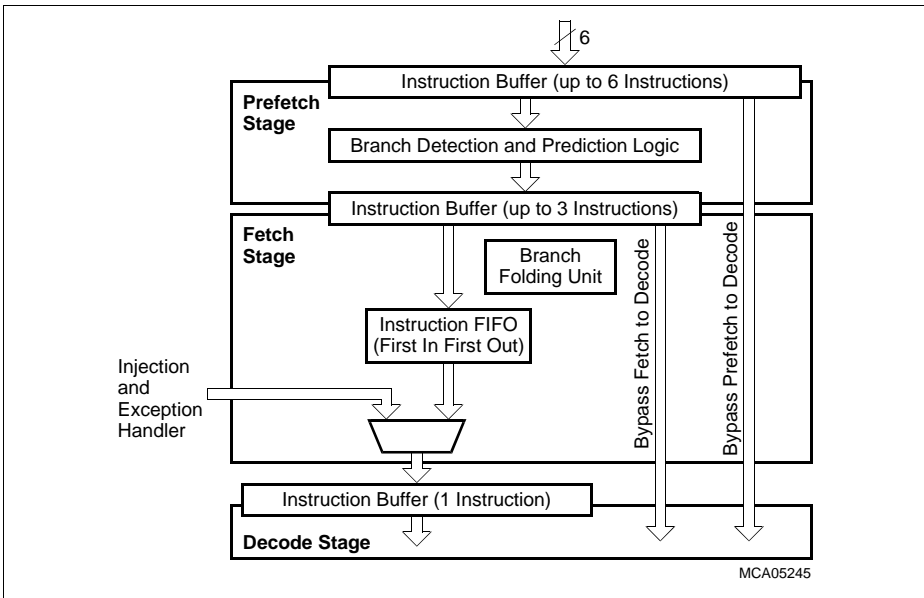 6
Instruction Buffer (up to 6 Instructions)
Prefetch
Stage
Branch Detection and Prediction Logic
Instruction Buffer (up to 3 Instructions)
Fetch
Stage
Branch
Folding Unit
Bypass Fetch to Decode
Bypass Prefetch to Decode
Instruction FIFO
(First In First Out)
Injection
and
Exception
Handler
Instruction Buffer (1 Instruction)
Decode Stage
MCA05245